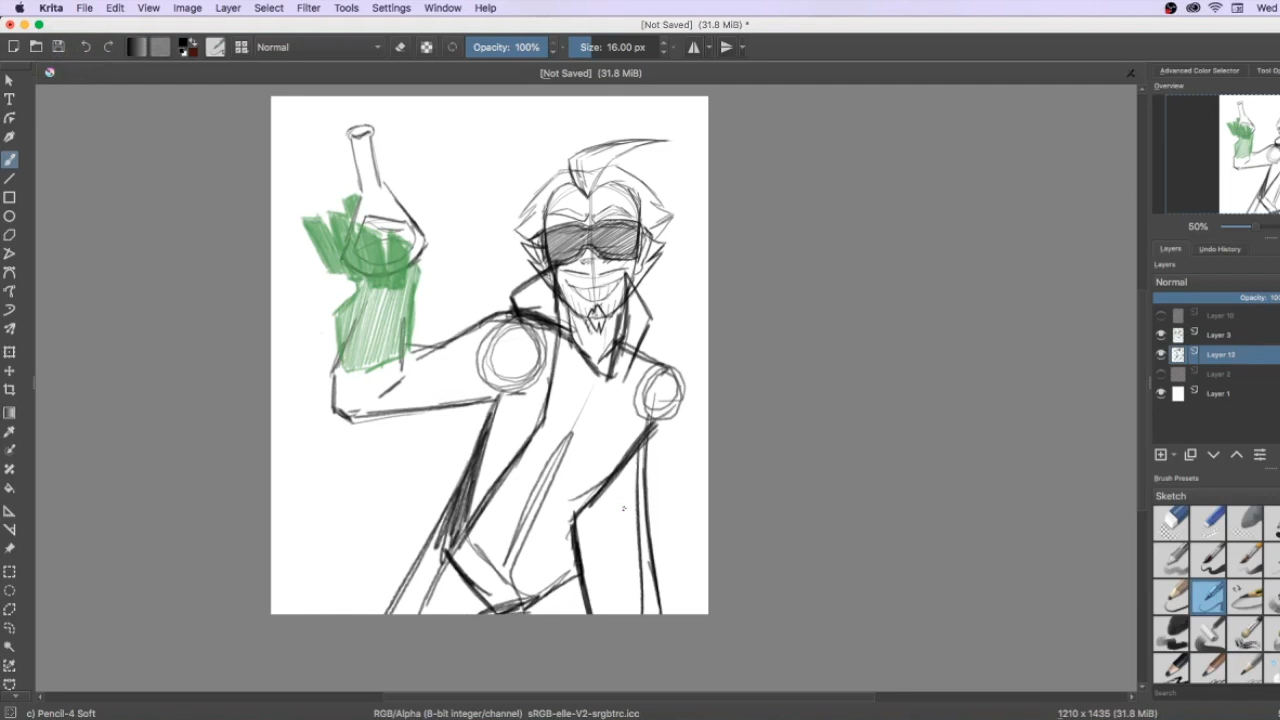 Krita File Edit View Image Layer Select Filter Tools Settings Window Help Wed
[Not Saved] (31.8 MiB) *
Normal Opacity: 100% Size: 16.00 px
[Not Saved] (31.8 MiB)
Advanced Color Selector Tool Op
Overview
50%
Layers Undo History
Layers
Normal
Opacity: 100
Layer 10
Layer 3
Layer 12
Layer 2
Layer 1
Brush Presets
Sketch
Search
c) Pencil-4 Soft RGB/Alpha (8-bit integer/channel) sRGB-elle-V2-srgbtrc.icc 1210 x 1435 (31.8 MiB)